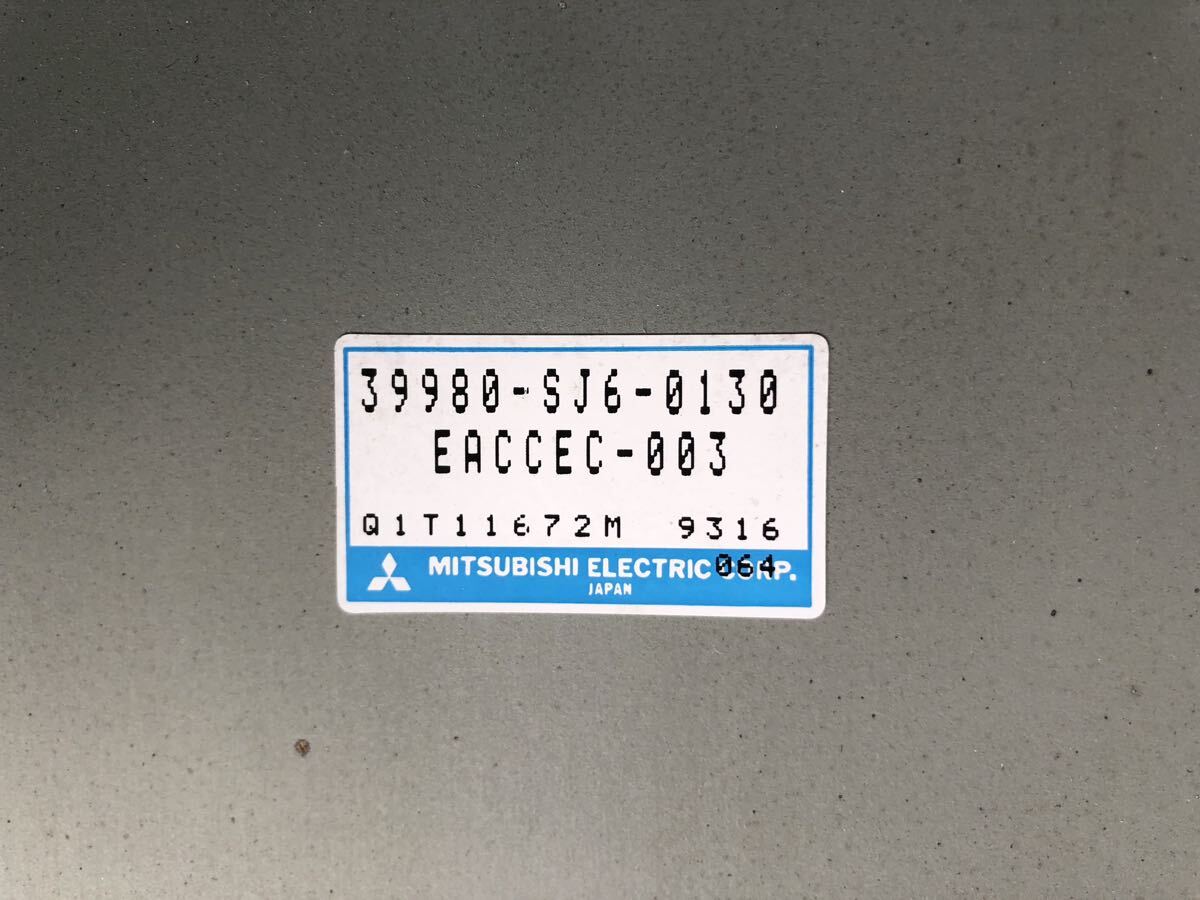 39980-SJ6-0130
EACCEC-003
Q1T11672M 9316
064
MITSUBISHI ELECTRIC CORP.
JAPAN